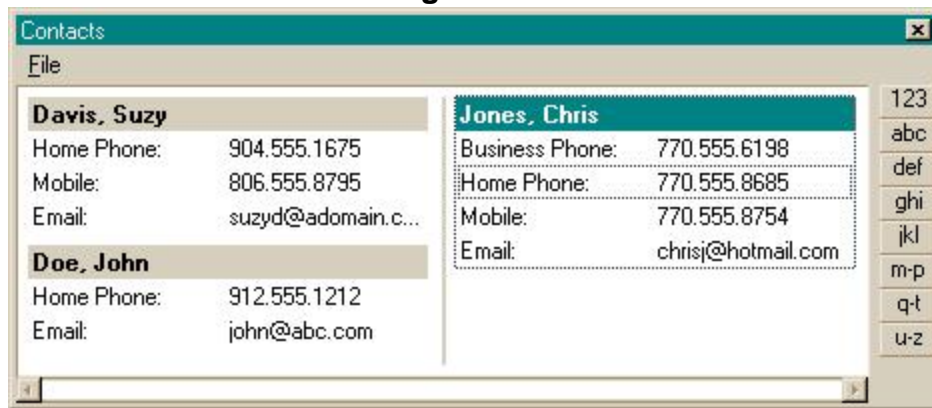 Contacts
File
Davis, Suzy
Home Phone: 904.555.1675
Mobile: 806.555.8795
Email: suzyd@adomain.c...
Doe, John
Home Phone: 912.555.1212
Email: john@abc.com
Jones, Chris
Business Phone: 770.555.6198
Home Phone: 770.555.8685
Mobile: 770.555.8754
Email: chrisj@hotmail.com
123
abc
def
ghi
jkl
m-p
q-t
u-z